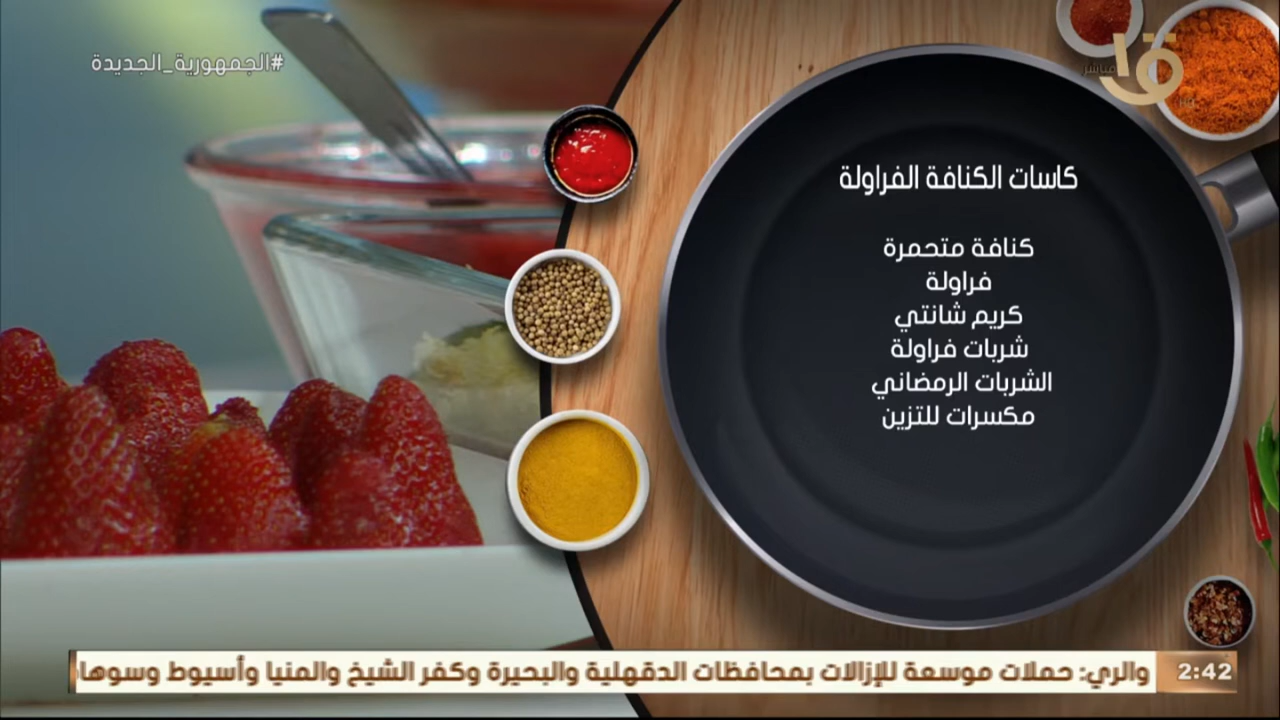 #الجمهورية_الجديدة
مباشر
كاسات الكنافة الفراولة
كنافة متحمرة
فراولة
كريم شانتي
شربات فراولة
الشربات الرمضاني
مكسرات للتزين
والري: حملات موسعة للإزالات بمحافظات الدقهلية والبحيرة وكفر الشيخ والمنيا وأسيوط وسوها
2:42